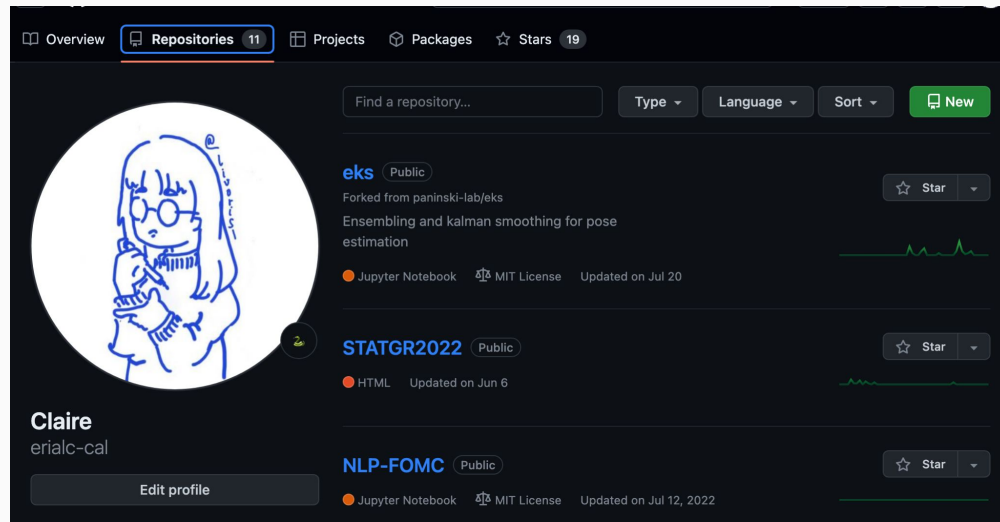 Overview Repositories 11 Projects Packages Stars 19
Find a repository... Type Language Sort New
eks Public
Forked from paninski-lab/eks
Star
Ensembling and kalman smoothing for pose
estimation
Jupyter Notebook MIT License Updated on Jul 20
STATGR2022 Public
Star
HTML Updated on Jun 6
Claire
erialc-cal
NLP-FOMC Public
Star
Edit profile
Jupyter Notebook MIT License Updated on Jul 12, 2022